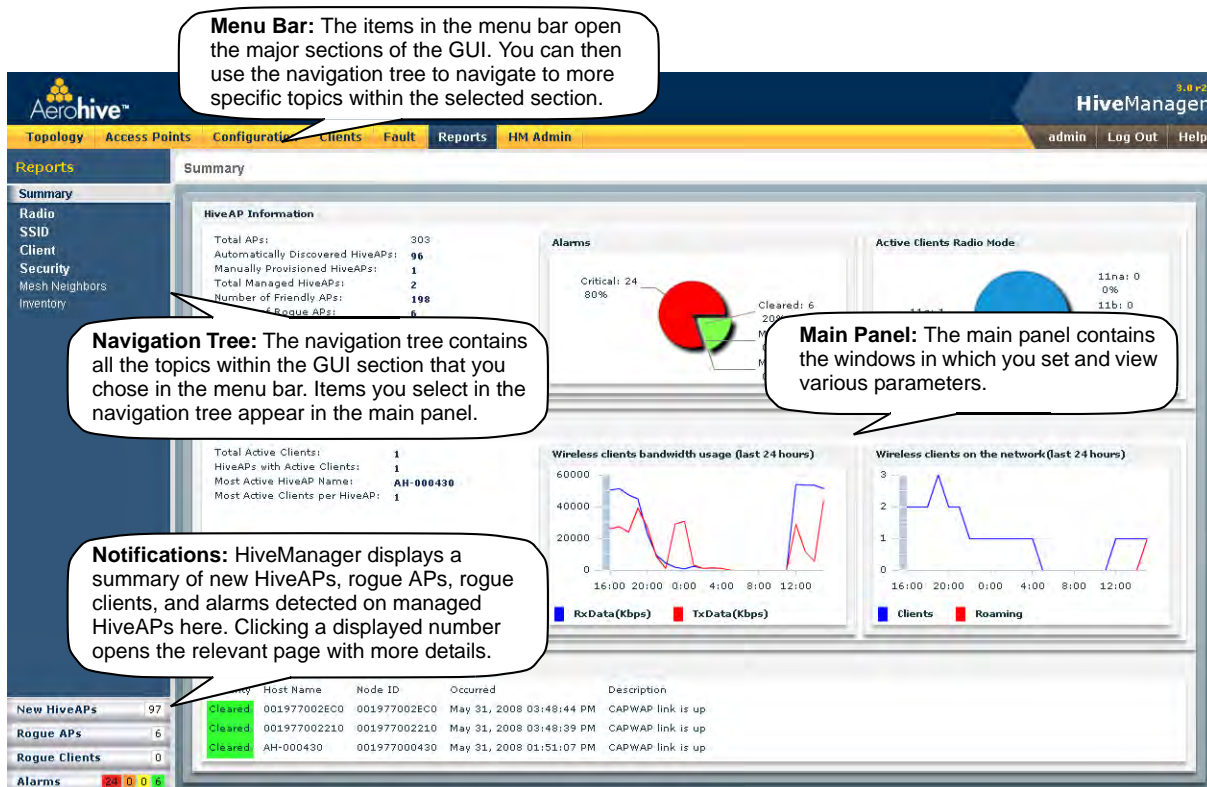 Menu Bar: The items in the menu bar open
the major sections of the GUI. You can then
use the navigation tree to navigate to more
specific topics within the selected section.
Aerohive™
3.0r2
HiveManager
Topology Access Points Configuratio Clients Fault Reports HM Admin
admin Log Out Help
Reports
Summary
Summary
Radio
SSID
Client
Security
Mesh Neighbors
Inventory
HiveAP Information
Total APs: 303
Automatically Discovered HiveAPs: 96
Manually Provisioned HiveAPs: 1
Total Managed HiveAPs: 2
Number of Friendly APs: 198
of Rogue APs: 6
Alarms
Critical: 24
80%
Cleared: 6
20%
Active Clients Radio Mode
11na: 0
0%
11b: 0
Navigation Tree: The navigation tree contains
all the topics within the GUI section that you
chose in the menu bar. Items you select in the
navigation tree appear in the main panel.
Main Panel: The main panel contains
the windows in which you set and view
various parameters.
Total Active Clients: 1
HiveAPs with Active Clients: 1
Most Active HiveAP Name: AH-000430
Most Active Clients per HiveAP: 1
Wireless clients bandwidth usage (last 24 hours)
60000
40000
20000
0
16:00 20:00 0:00 4:00 8:00 12:00
RxData(Kbps) TxData(Kbps)
Wireless clients on the network(last 24 hours)
3
2
1
0
16:00 20:00 0:00 4:00 8:00 12:00
Clients Roaming
Notifications: HiveManager displays a
summary of new HiveAPs, rogue APs, rogue
clients, and alarms detected on managed
HiveAPs here. Clicking a displayed number
opens the relevant page with more details.
Host Name Node ID Occurred Description
Cleared 001977002EC0 001977002EC0 May 31, 2008 03:48:44 PM CAPWAP link is up
Cleared 001977002210 001977002210 May 31, 2008 03:48:39 PM CAPWAP link is up
Cleared AH-000430 001977000430 May 31, 2008 01:51:07 PM CAPWAP link is up
New HiveAPs 97
Rogue APs 6
Rogue Clients 0
Alarms 24 0 0 6